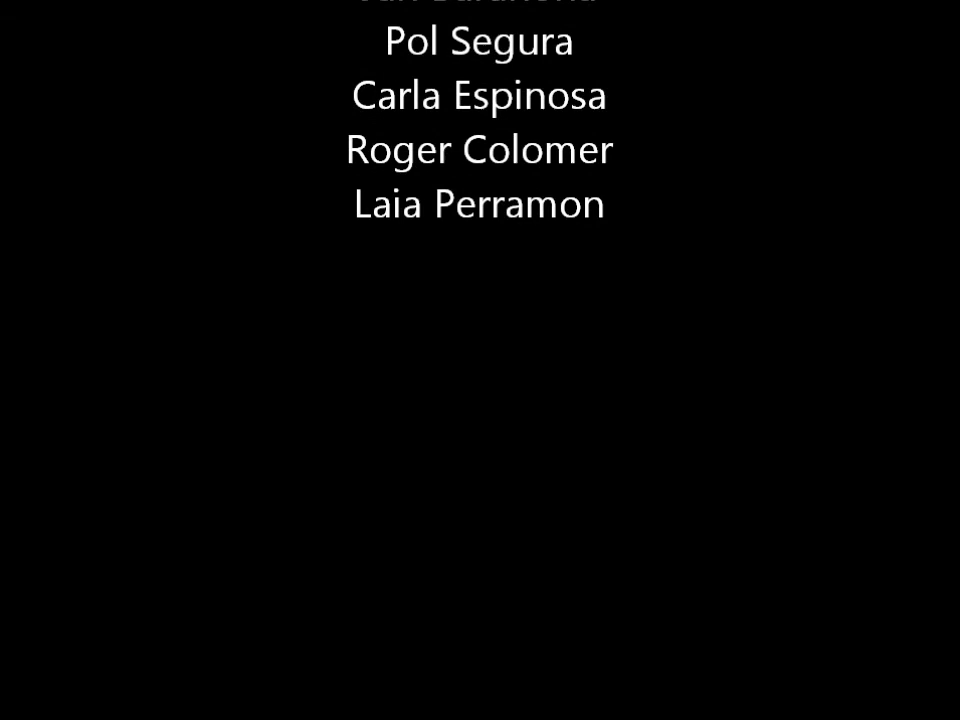 Pol Segura
Carla Espinosa
Roger Colomer
Laia Perramon